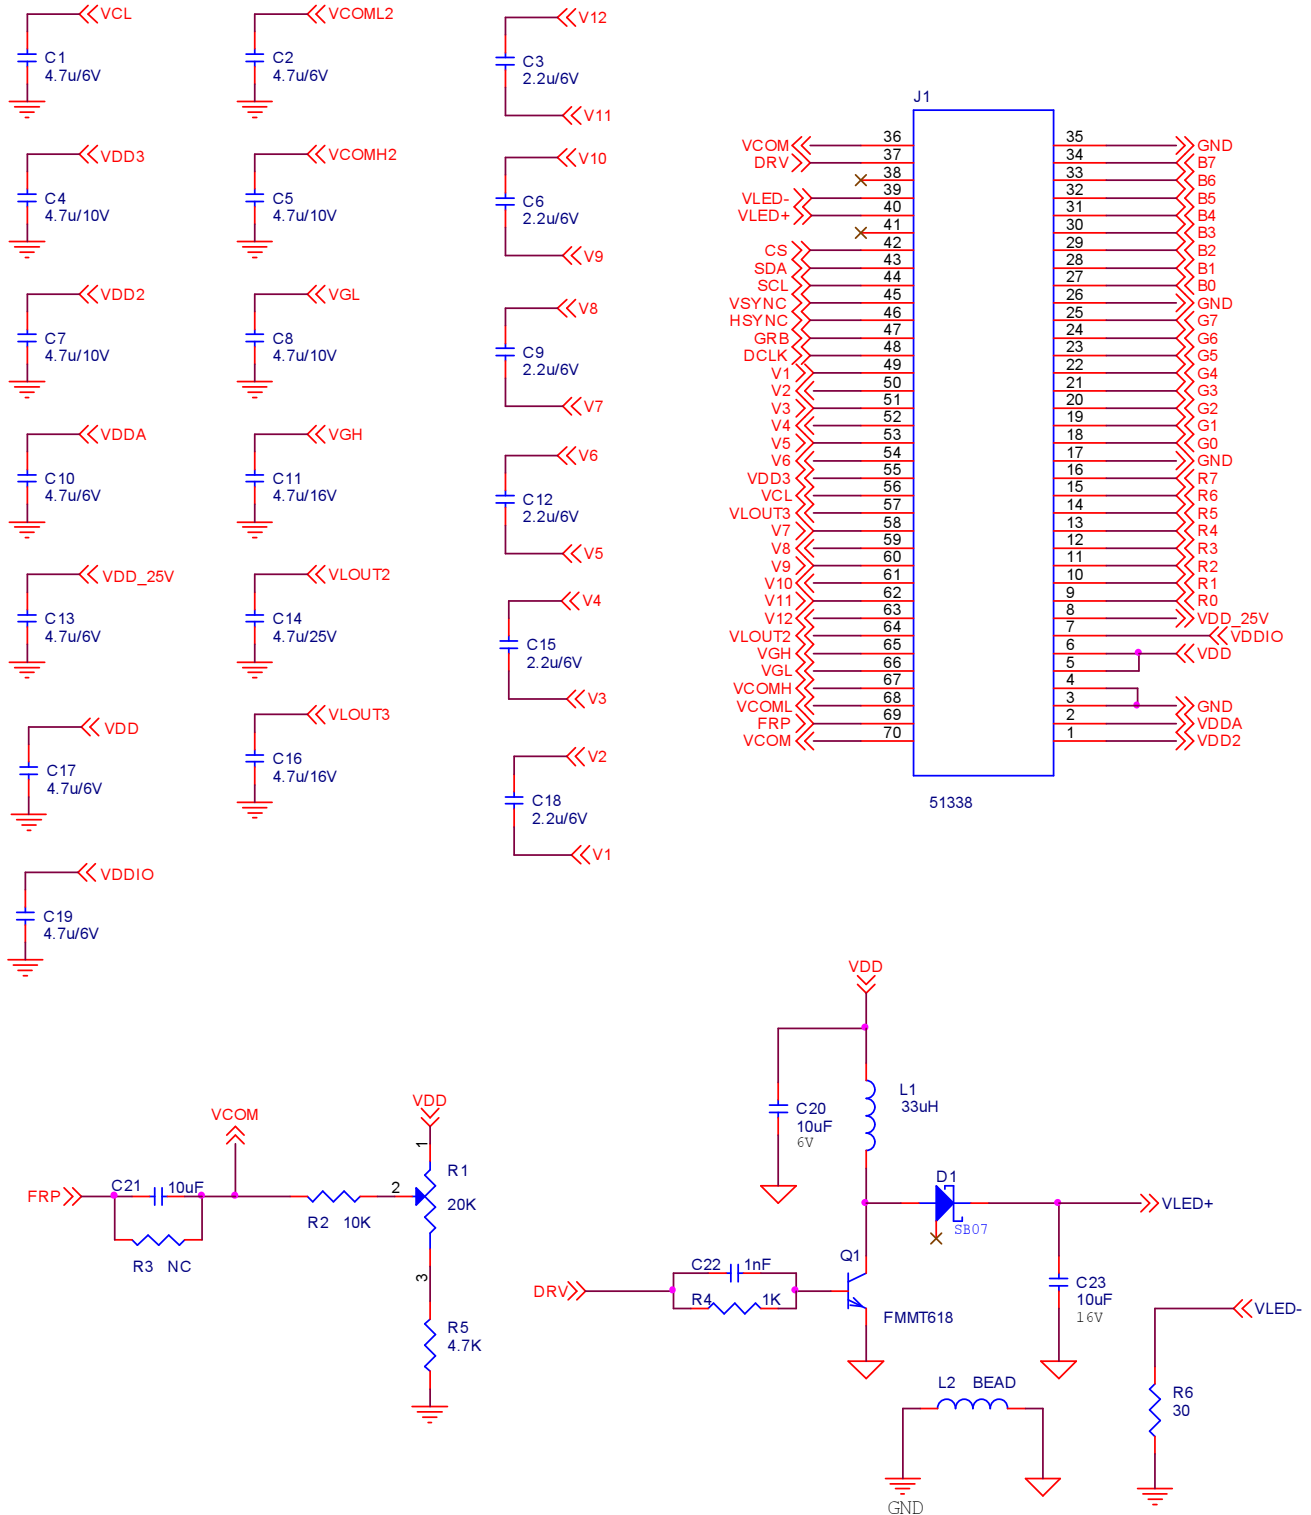 VCL
C1
4.7u/6V
VCOML2
C2
4.7u/6V
V12
C3
2.2u/6V
V11
VDD3
C4
4.7u/10V
VCOMH2
C5
4.7u/10V
V10
C6
2.2u/6V
V9
VDD2
C7
4.7u/10V
VGL
C8
4.7u/10V
V8
C9
2.2u/6V
V7
VDDA
C10
4.7u/6V
VGH
C11
4.7u/16V
V6
C12
2.2u/6V
V5
VDD_25V
C13
4.7u/6V
VLOUT2
C14
4.7u/25V
V4
C15
2.2u/6V
V3
VDD
C17
4.7u/6V
VLOUT3
C16
4.7u/16V
V2
C18
2.2u/6V
V1
VDDIO
C19
4.7u/6V
J1
VCOM 36 35 GND
DRV 37 34 B7
38 33 B6
VLED- 39 32 B5
VLED+ 40 31 B4
41 30 B3
CS 42 29 B2
SDA 43 28 B1
SCL 44 27 B0
VSYNC 45 26 GND
HSYNC 46 25 G7
GRB 47 24 G6
DCLK 48 23 G5
V1 49 22 G4
V2 50 21 G3
V3 51 20 G2
V4 52 19 G1
V5 53 18 G0
V6 54 17 GND
VDD3 55 16 R7
VCL 56 15 R6
VLOUT3 57 14 R5
V7 58 13 R4
V8 59 12 R3
V9 60 11 R2
V10 61 10 R1
V11 62 9 R0
V12 63 8 VDD_25V
VLOUT2 64 7 VDDIO
VGH 65 6 VDD
VGL 66 5
VCOMH 67 4
VCOML 68 3 GND
FRP 69 2 VDDA
VCOM 70 1 VDD2
51338
VCOM
VDD
1
FRP
C21 10uF
R3 NC
R2 10K
2
R1
20K
3
R5
4.7K
VDD
C20
10uF
6V
L1
33uH
D1
SB07
VLED+
Q1
FMMT618
DRV
C22 1nF
R4 1K
C23
10uF
16V
VLED-
R6
30
L2 BEAD
GND